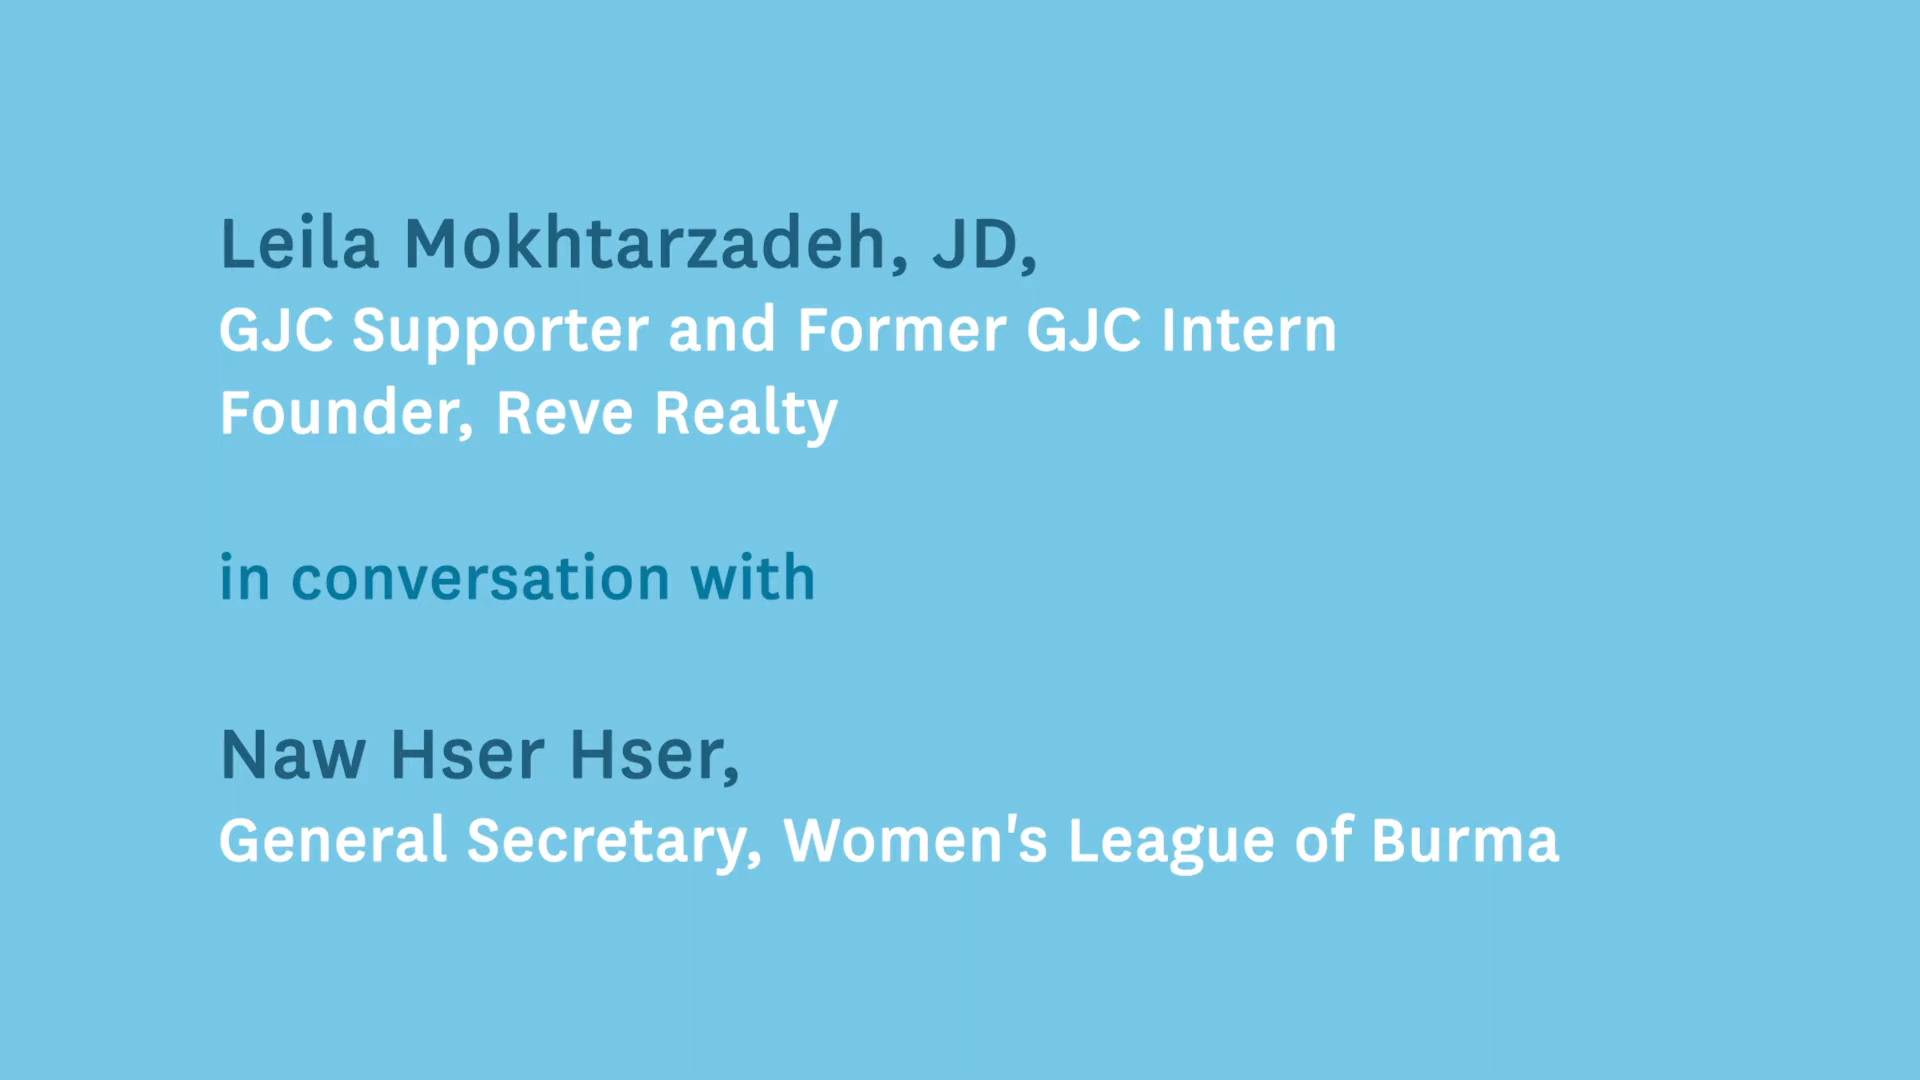 Leila Mokhtarzadeh, JD,
GJC Supporter and Former GJC Intern
Founder, Reve Realty
in conversation with
Naw Hser Hser,
General Secretary, Women's League of Burma